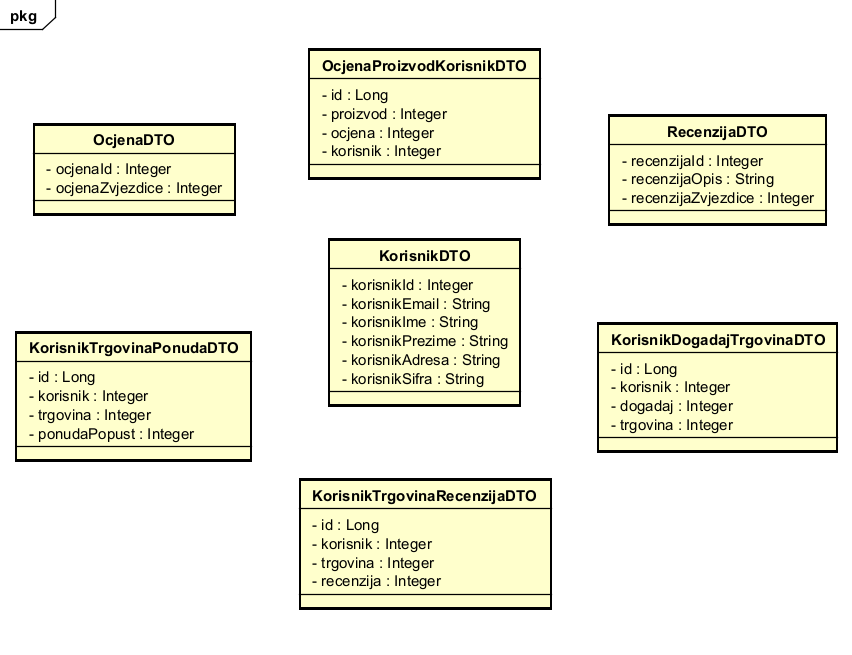 pkg
OcjenaProizvodKorisnikDTO
- id : Long
- proizvod : Integer
- ocjena : Integer
- korisnik : Integer
OcjenaDTO
- ocjenaId : Integer
- ocjenaZvjezdice : Integer
RecenzijaDTO
- recenzijaId : Integer
- recenzijaOpis : String
- recenzijaZvjezdice : Integer
KorisnikDTO
- korisnikId : Integer
- korisnikEmail : String
- korisnikIme : String
- korisnikPrezime : String
- korisnikAdresa : String
- korisnikSifra : String
KorisnikTrgovinaPonudaDTO
- id : Long
- korisnik : Integer
- trgovina : Integer
- ponudaPopust : Integer
KorisnikDogadajTrgovinaDTO
- id : Long
- korisnik : Integer
- dogadaj : Integer
- trgovina : Integer
KorisnikTrgovinaRecenzijaDTO
- id : Long
- korisnik : Integer
- trgovina : Integer
- recenzija : Integer